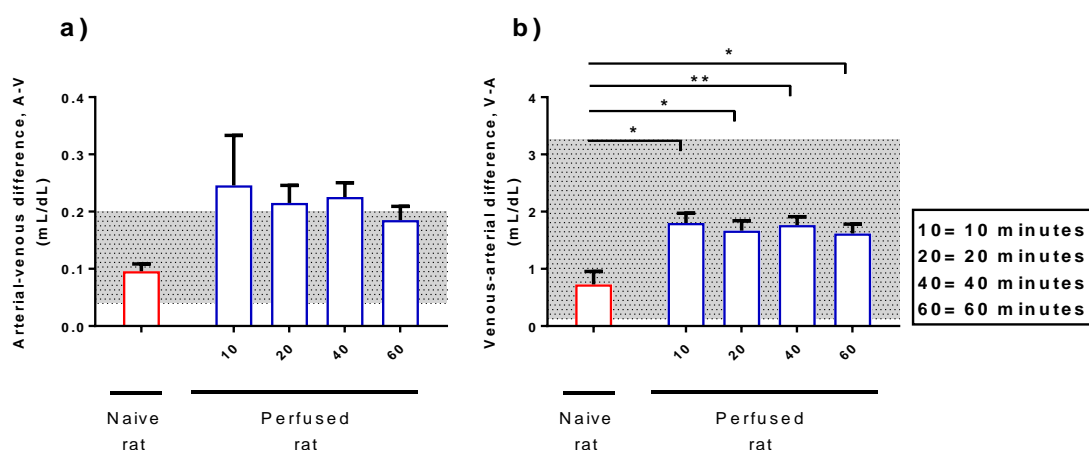 a)
Arterial-venous difference, A-V
(mL/dL)
0.4
0.3
0.2
0.1
0.0
10
20
40
60
Naive
rat
Perfused
rat
b)
Venous-arterial difference, V-A
(mL/dL)
4
3
2
1
0
*
**
*
*
10
20
40
60
Naive
rat
Perfused
rat
10= 10 minutes
20= 20 minutes
40= 40 minutes
60= 60 minutes